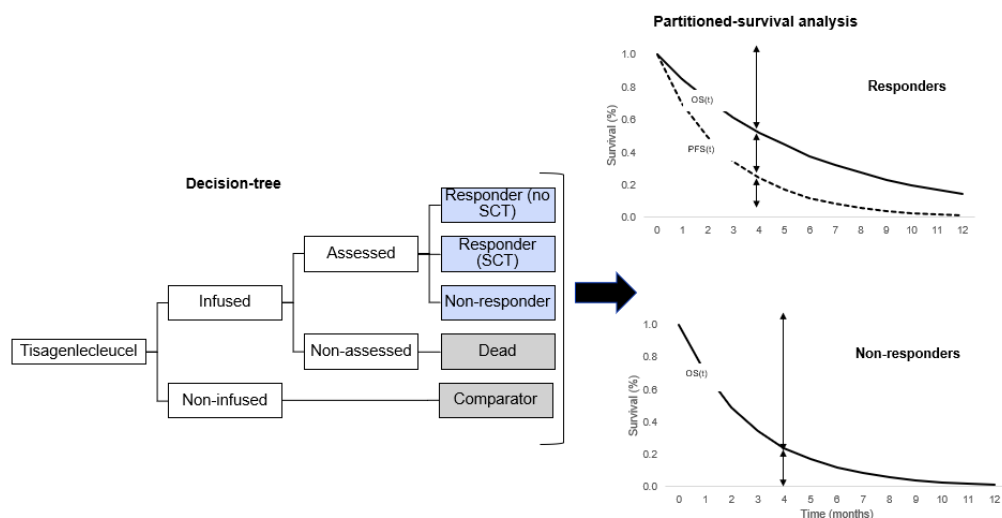 Partitioned-survival analysis
1.0
0.8
0.6
0.4
0.2
0.0
Survival (%)
OS(t)
PFS(t)
Responders
0 1 2 3 4 5 6 7 8 9 10 11 12
Decision-tree
Tisagenlecleucel
Infused
Non-infused
Assessed
Non-assessed
Responder (no
SCT)
Responder
(SCT)
Non-responder
Dead
Comparator
1.0
0.8
0.6
0.4
0.2
0.0
Survival (%)
OS(t)
Non-responders
0 1 2 3 4 5 6 7 8 9 10 11 12
Time (months)